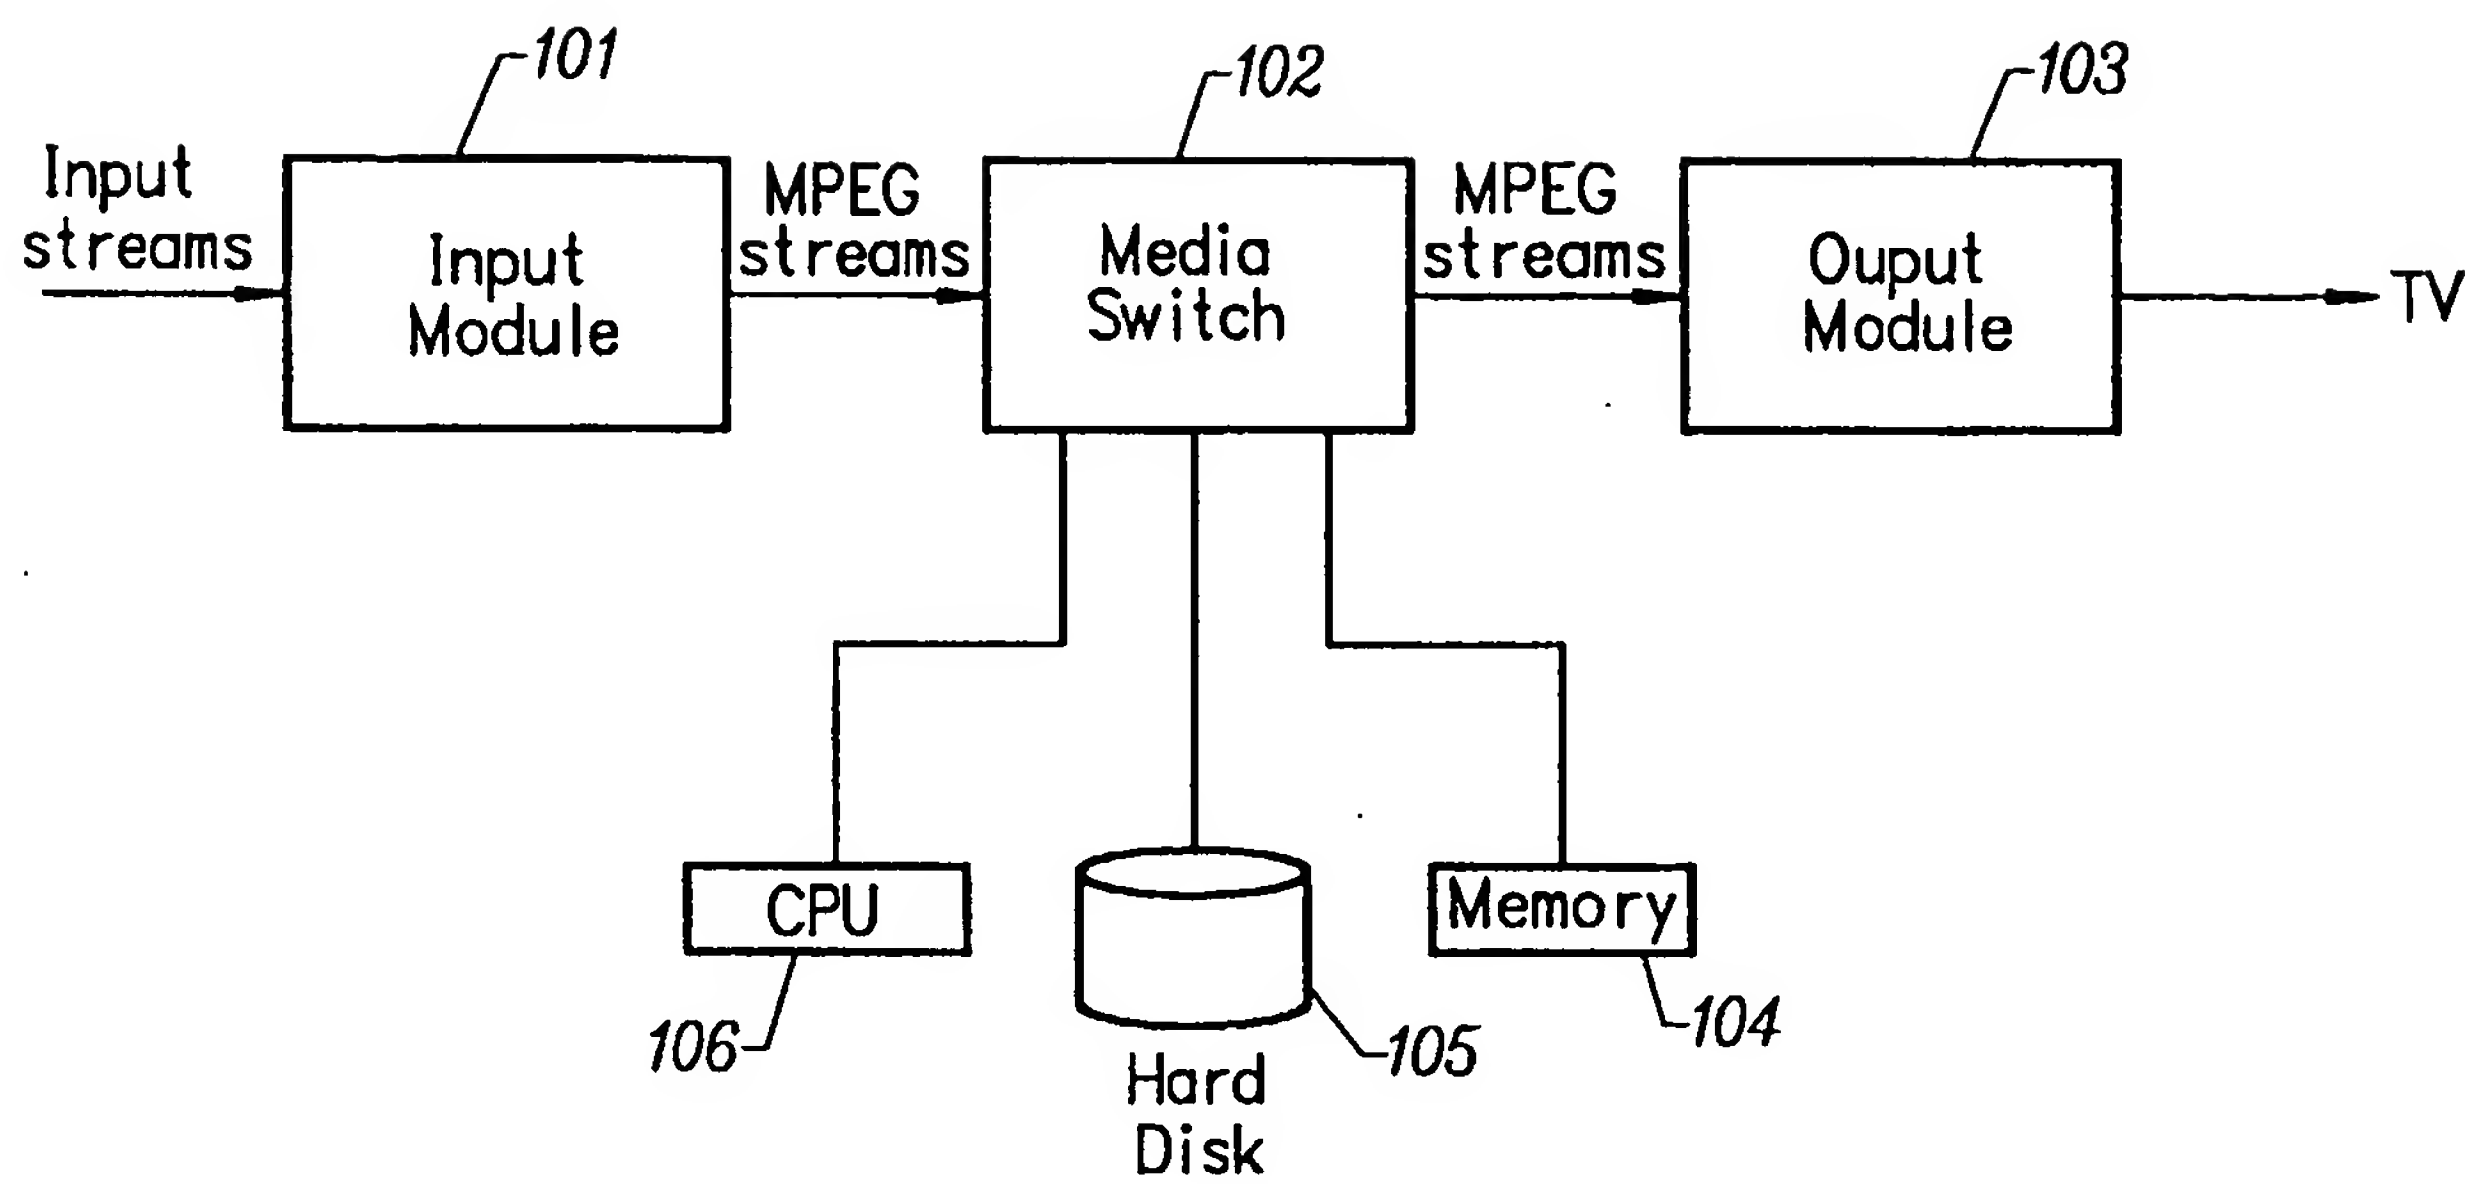 101
102
103
Input
streams
Input
Module
MPEG
streams
Media
Switch
MPEG
streams
Ouput
Module
TV
CPU
Memory
106
105
104
Hard
Disk